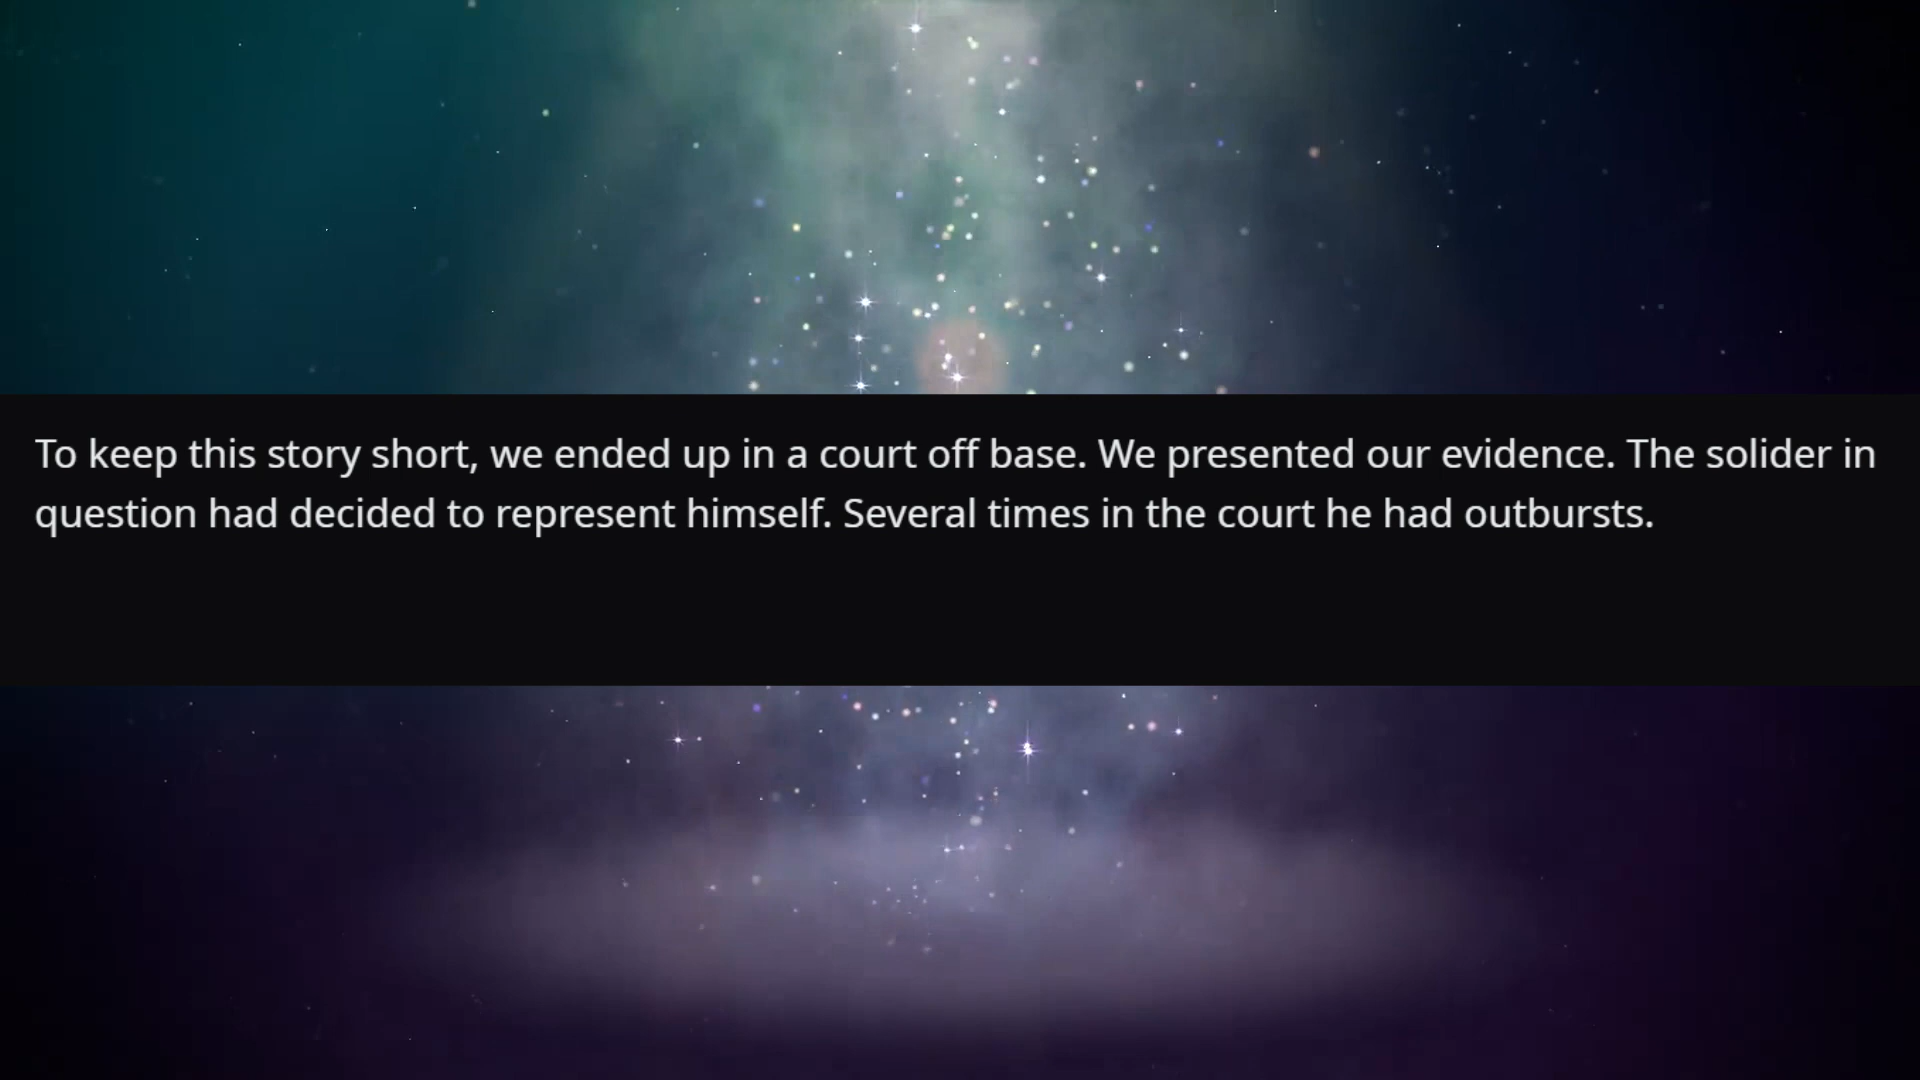 To keep this story short, we ended up in a court off base. We presented our evidence. The solider in
question had decided to represent himself. Several times in the court he had outbursts.